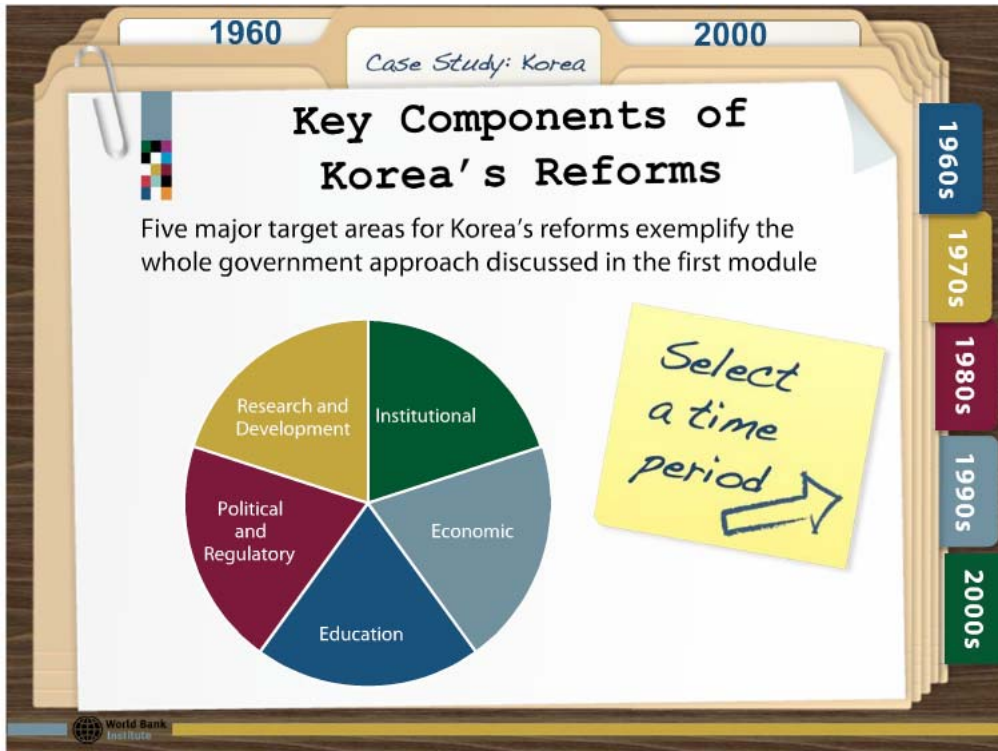 1960
2000
Case Study: Korea
Key Components of
Korea's Reforms
Five major target areas for Korea's reforms exemplify the
whole government approach discussed in the first module
Research and
Development
Institutional
Political
and
Regulatory
Economic
Education
Select
a time
period
1960s
1970s
1980s
1990s
2000s
World Bank
Institute